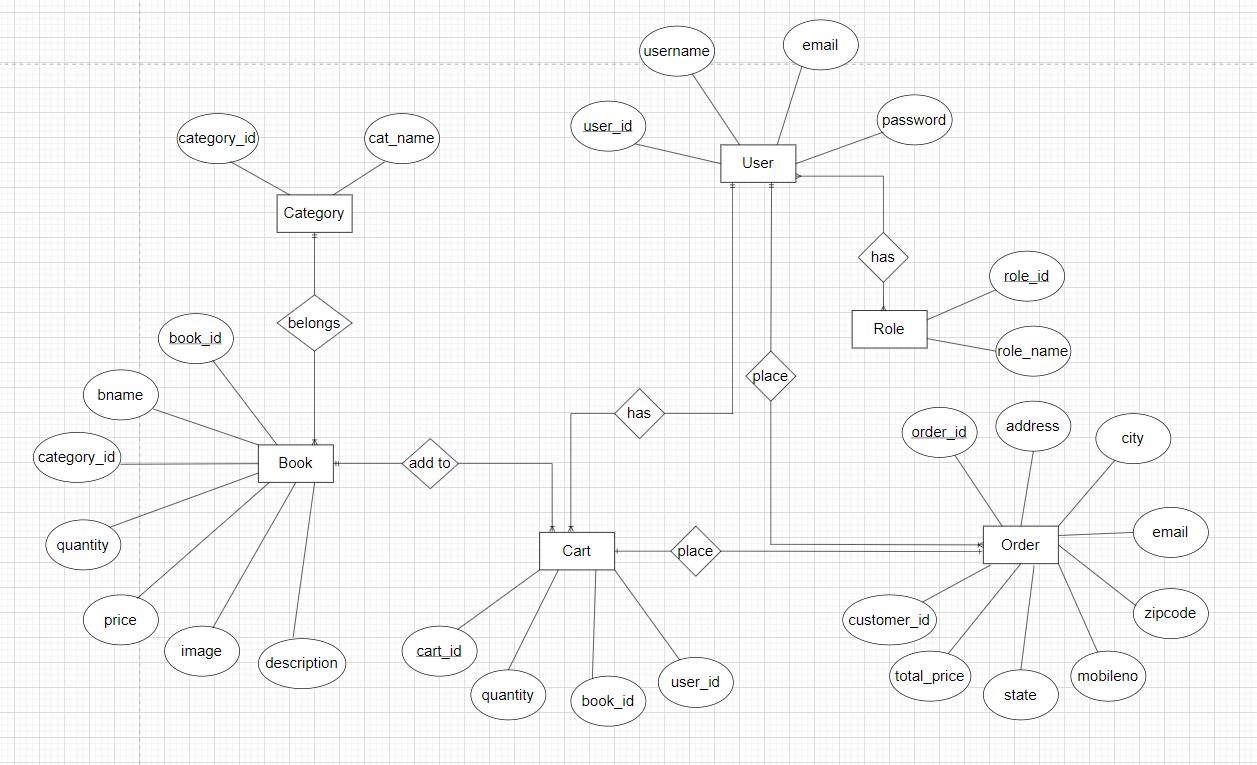 username
email
user_id
password
User
category_id
cat_name
Category
has
role_id
Role
role_name
belongs
book_id
bname
category_id
Book
add to
quantity
price
image
description
has
place
Cart
place
cart_id
quantity
book_id
user_id
order_id
address
city
Order
email
zipcode
customer_id
total_price
state
mobileno